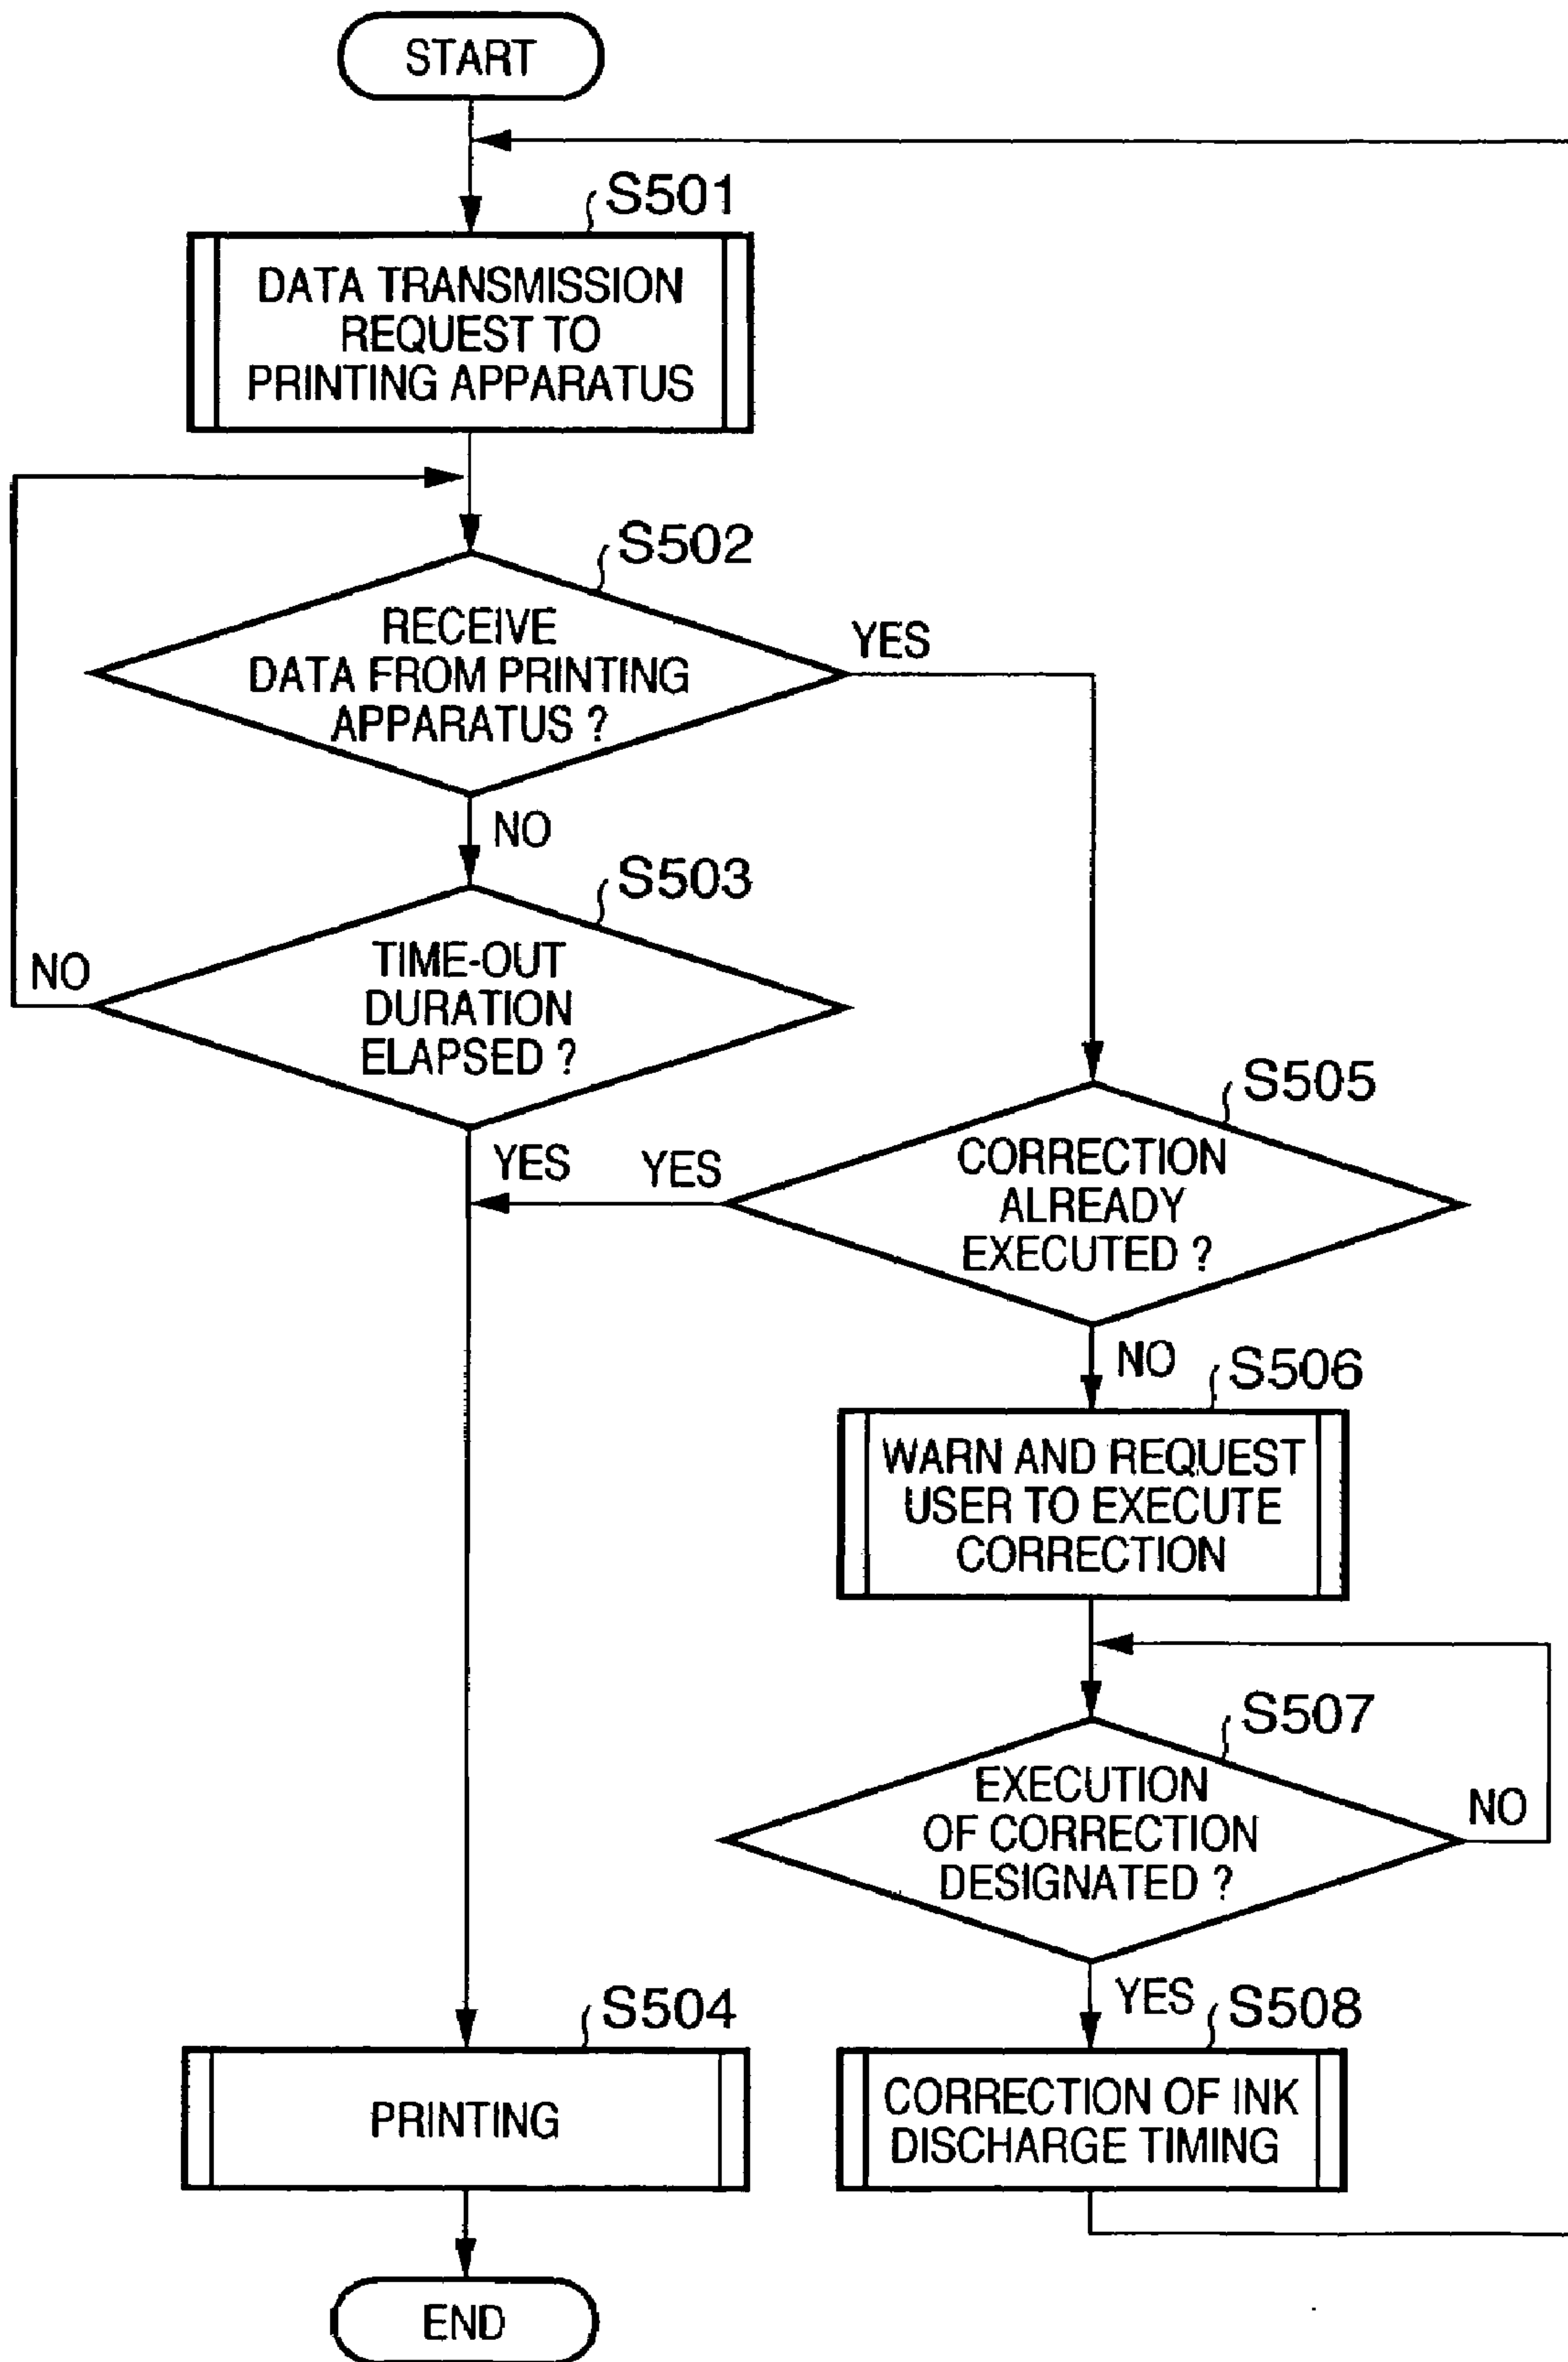 START
S501
DATA TRANSMISSION
REQUEST TO
PRINTING APPARATUS
S502
RECEIVE
DATA FROM PRINTING
APPARATUS ?
YES
NO
S503
TIME-OUT
DURATION
ELAPSED ?
NO
YES
S505
CORRECTION
ALREADY
EXECUTED ?
YES
NO
S506
WARN AND REQUEST
USER TO EXECUTE
CORRECTION
S507
EXECUTION
OF CORRECTION
DESIGNATED ?
NO
YES
S504
PRINTING
S508
CORRECTION OF INK
DISCHARGE TIMING
END